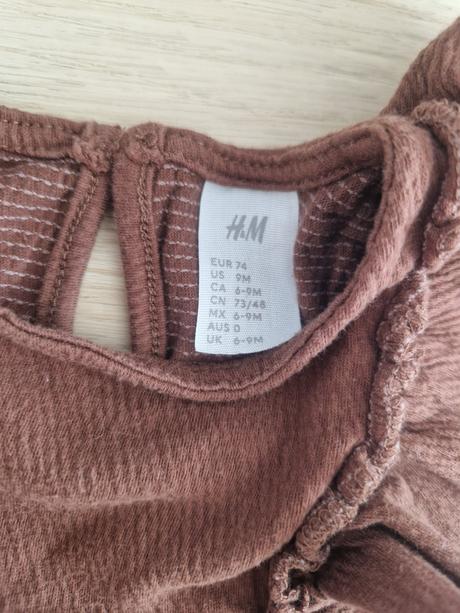 H&M
EUR 74
US 9M
CA 6-9M
CN 73/48
MX 6-9M
AUS 0
UK 6-9M